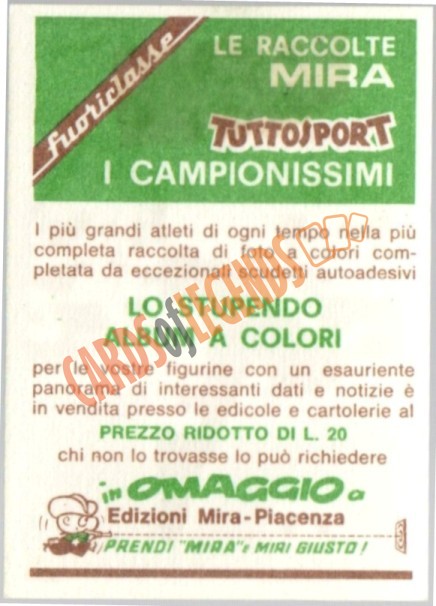 fuoriclasse
LE RACCOLTE
MIRA
TUTTOSPORT
I CAMPIONISSIMI
I più grandi atleti di ogni tempo nella più
completa raccolta di foto a colori com-
pletata da eccezionali scudetti autoadesivi
LO STUPENDO
ALBUM A COLORI
per le vostre figurine con un esauriente
panorama di interessanti dati e notizie è
in vendita presso le edicole e cartolerie al
PREZZO RIDOTTO DI L. 20
chi non lo trovasse lo può richiedere
in OMAGGIO a
Edizioni Mira-Piacenza
PRENDI "MIRA" e MIRI GIUSTO!
CARDS of LEGENDS